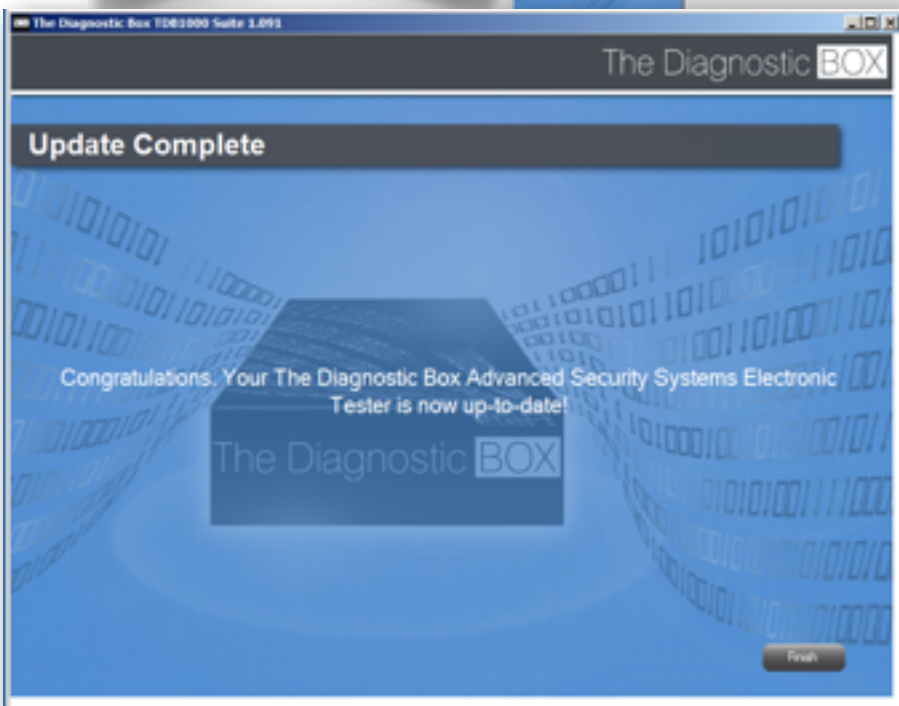 The Diagnostic Box TDB1000 Suite 1.091
The Diagnostic BOX
Update Complete
Congratulations. Your The Diagnostic Box Advanced Security Systems Electronic
Tester is now up-to-date!
The Diagnostic BOX
Finish